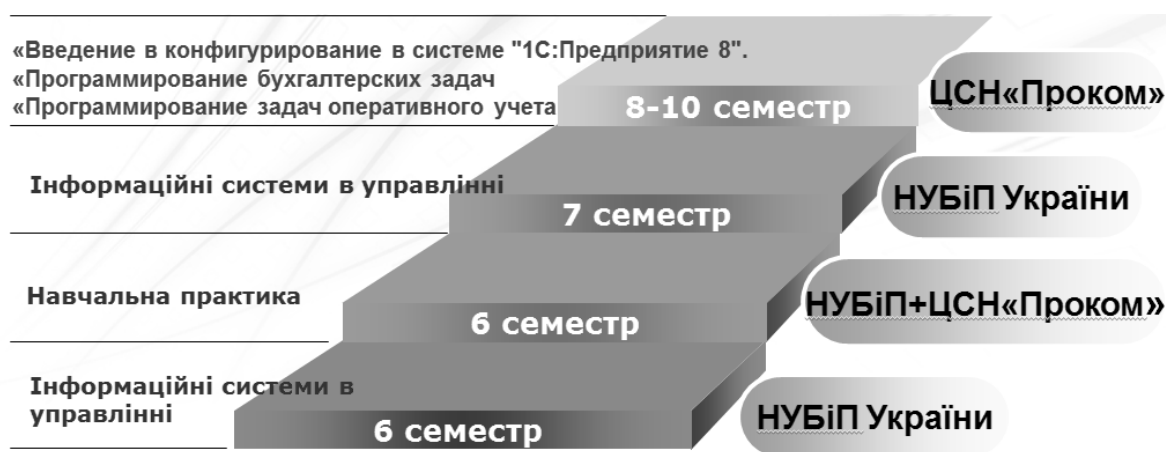 «Введение в конфигурирование в системе "1С:Предприятие 8".
«Программирование бухгалтерских задач
«Программирование задач оперативного учета
8-10 семестр
ЦСН«Проком»
Інформаційні системи в управлінні
7 семестр
НУБіП України
Навчальна практика
6 семестр
НУБіП+ЦСН«Проком»
Інформаційні системи в
управлінні
6 семестр
НУБіП України